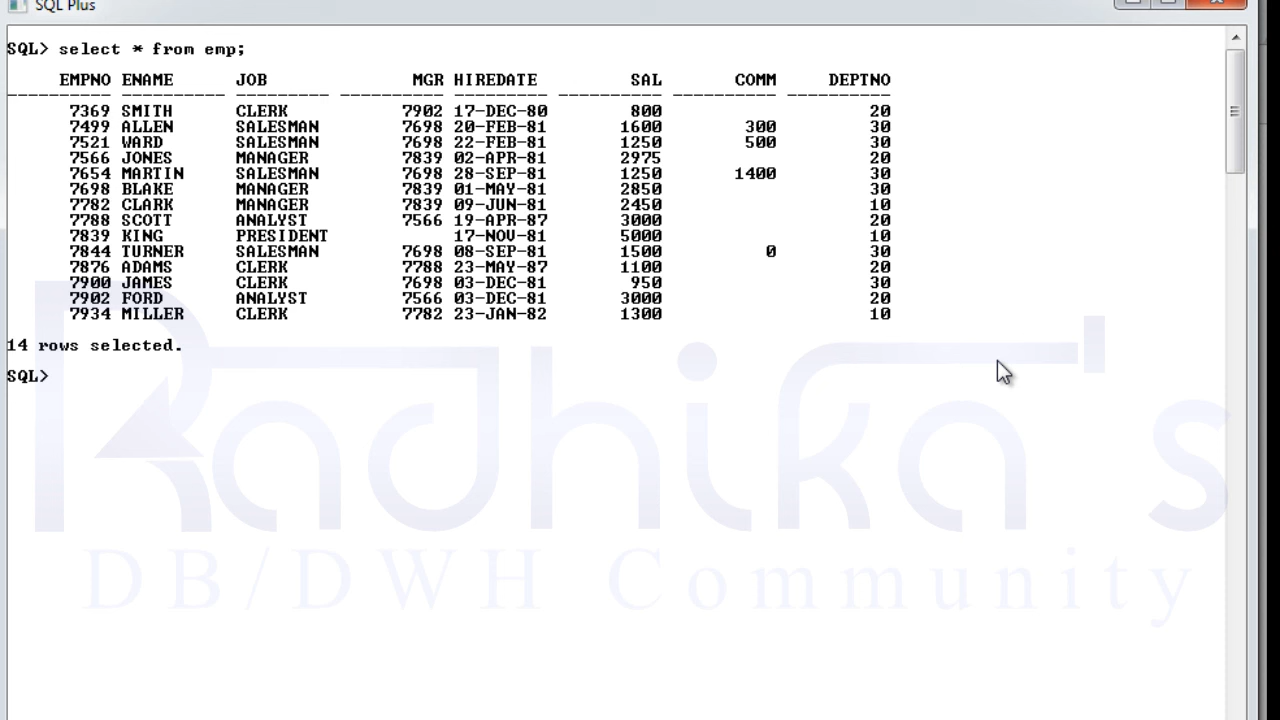 SQL Plus
SQL> select * from emp;
EMPNO ENAME JOB MGR HIREDATE SAL COMM DEPTNO
---------- ---------- --------- ---------- --------- ---------- ---------- ----------
7369 SMITH CLERK 7902 17-DEC-80 800 20
7499 ALLEN SALESMAN 7698 20-FEB-81 1600 300 30
7521 WARD SALESMAN 7698 22-FEB-81 1250 500 30
7566 JONES MANAGER 7839 02-APR-81 2975 20
7654 MARTIN SALESMAN 7698 28-SEP-81 1250 1400 30
7698 BLAKE MANAGER 7839 01-MAY-81 2850 30
7782 CLARK MANAGER 7839 09-JUN-81 2450 10
7788 SCOTT ANALYST 7566 19-APR-87 3000 20
7839 KING PRESIDENT 17-NOV-81 5000 10
7844 TURNER SALESMAN 7698 08-SEP-81 1500 0 30
7876 ADAMS CLERK 7788 23-MAY-87 1100 20
7900 JAMES CLERK 7698 03-DEC-81 950 30
7902 FORD ANALYST 7566 03-DEC-81 3000 20
7934 MILLER CLERK 7782 23-JAN-82 1300 10
14 rows selected.
SQL>
Radhika's
DB/DWH Community